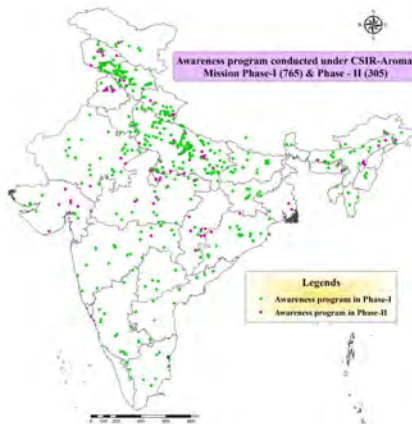 Awareness program conducted under CSIR-Aroma
Mission Phase-I (765) & Phase - II (305)
Legends
Awareness program in Phase-I
Awareness program in Phase-II